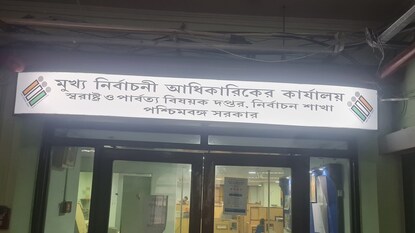 মুখ্য নির্বাচনী আধিকারিকের কার্যালয়
স্বরাষ্ট্র ও পার্বত্য বিষয়ক দপ্তর, নির্বাচন শাখা
পশ্চিমবঙ্গ সরকার